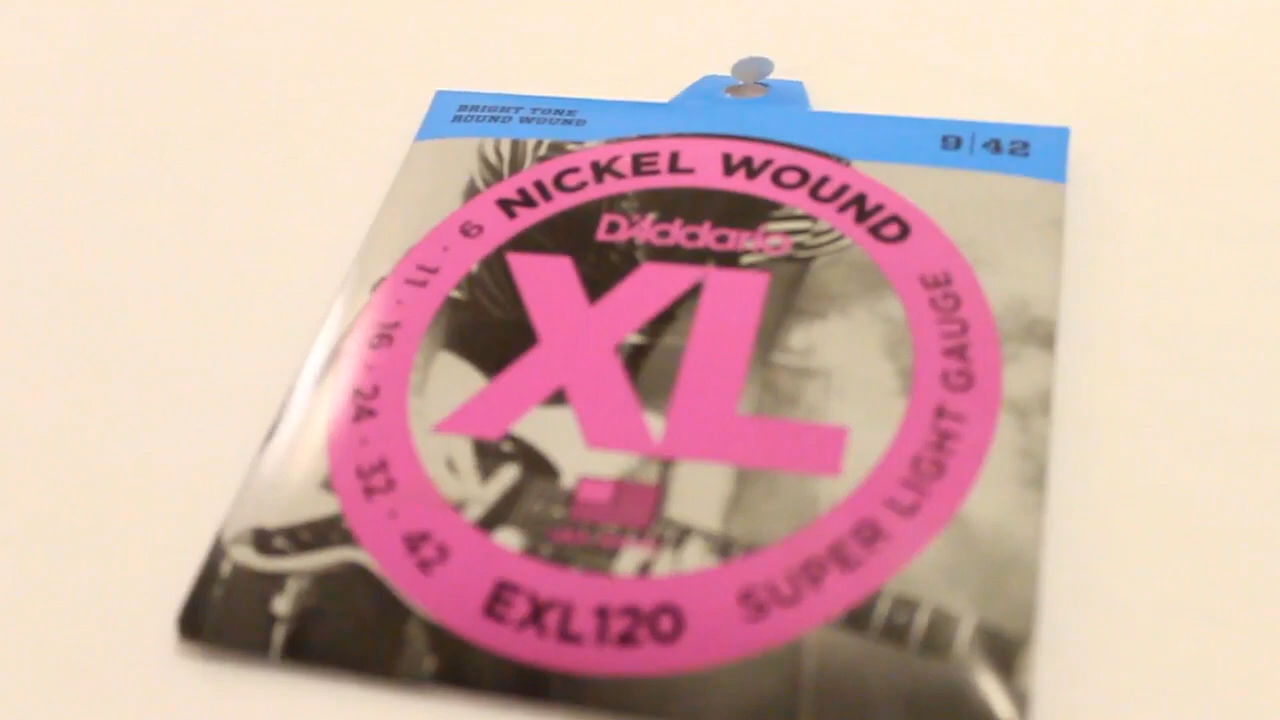 BRIGHT TONE
ROUND WOUND
9|42
NICKEL WOUND
D'Addario
XL
9 · 11 · 16 · 24 · 32 · 42
EXL120
SUPER LIGHT GAUGE